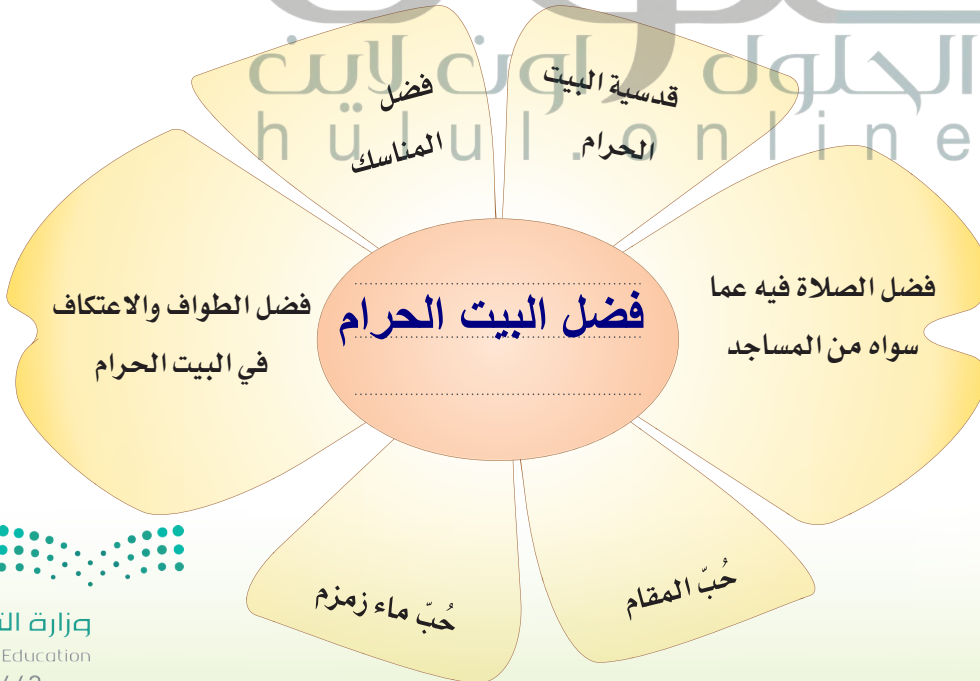 الحلول اون لاين
hulul.online
قدسية البيت
الحرام
فضل
المناسك
فضل الصلاة فيه عما
سواه من المساجد
فضل البيت الحرام
فضل الطواف والاعتكاف
في البيت الحرام
حُبّ المقام
حُبّ ماء زمزم
وزارة
Education